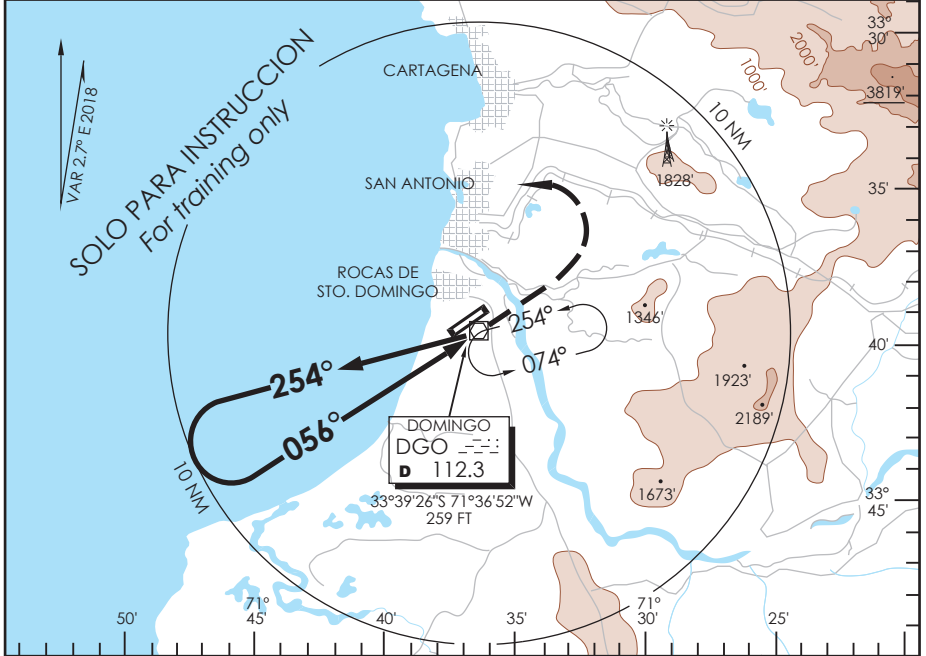 VAR 2.7° E 2018
SOLO PARA INSTRUCCION
For training only
CARTAGENA
SAN ANTONIO
ROCAS DE
STO. DOMINGO
10 NM
1000'
2000'
3819'
1828'
1346'
1923'
2189'
1673'
254°
074°
254°
056°
10 NM
DOMINGO
DGO
D 112.3
33°39'26"S 71°36'52"W
259 FT
33°
30'
35'
40'
33°
45'
50'
71°
45'
40'
35'
71°
30'
25'